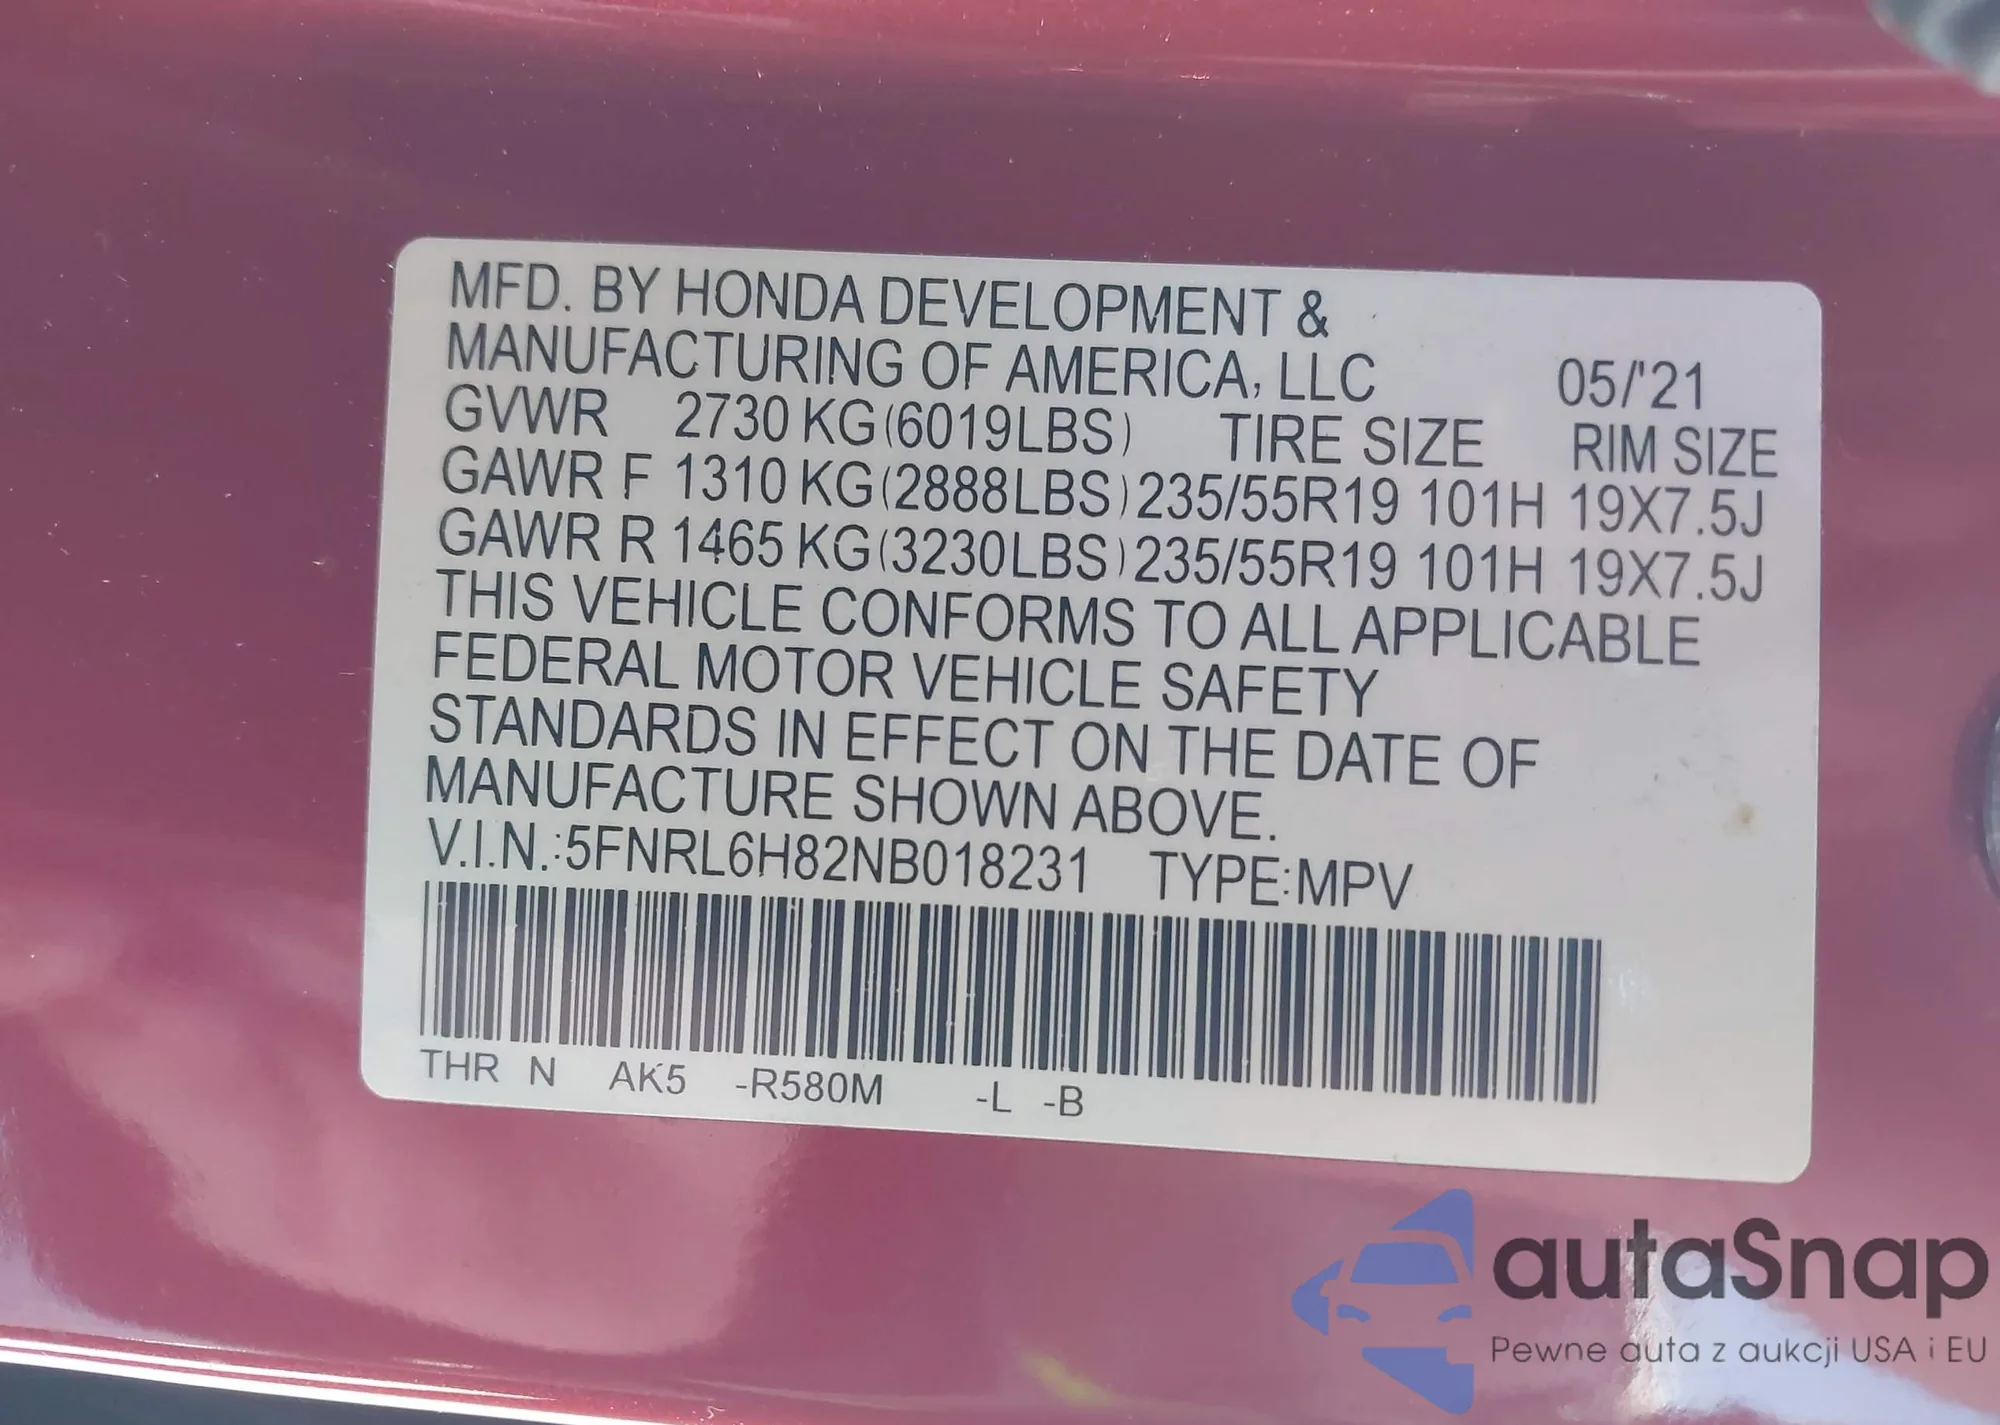 MFD. BY HONDA DEVELOPMENT &
MANUFACTURING OF AMERICA, LLC 05/'21
GVWR 2730 KG(6019LBS) TIRE SIZE RIM SIZE
GAWR F 1310 KG(2888LBS)235/55R19 101H 19X7.5J
GAWR R 1465 KG(3230LBS)235/55R19 101H 19X7.5J
THIS VEHICLE CONFORMS TO ALL APPLICABLE
FEDERAL MOTOR VEHICLE SAFETY
STANDARDS IN EFFECT ON THE DATE OF
MANUFACTURE SHOWN ABOVE.
V.I.N.:5FNRL6H82NB018231 TYPE:MPV
THR N AK5 -R580M -L -B
autaSnap
Pewne auta z aukcji USA i EU